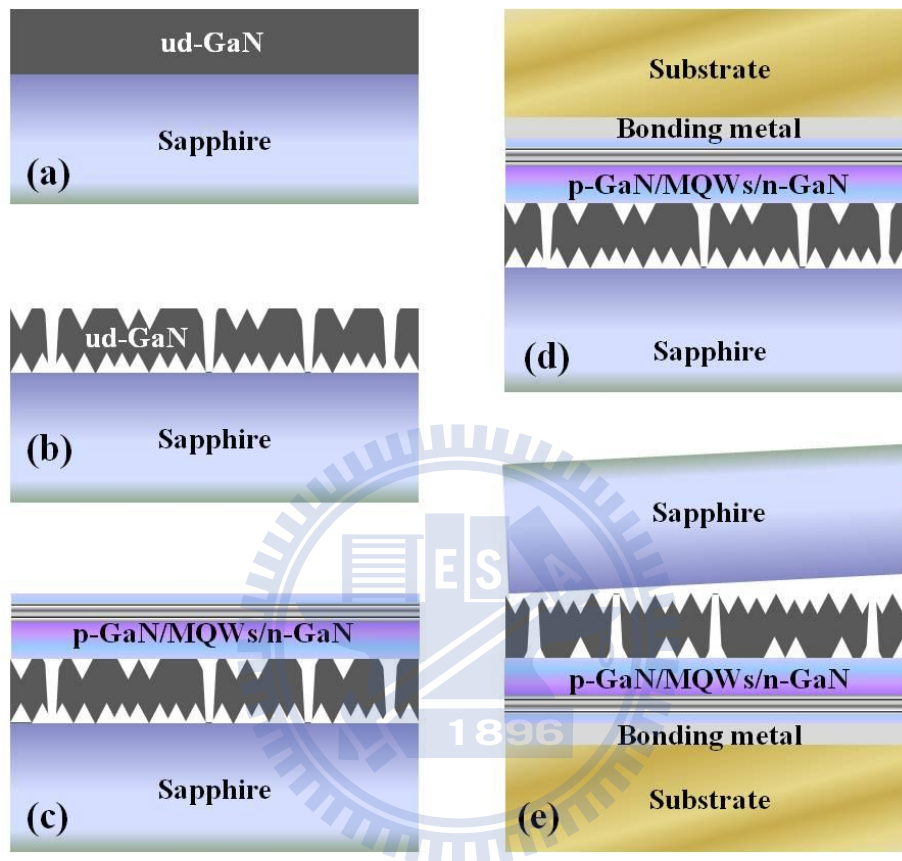 ud-GaN
Sapphire
(a)
ud-GaN
Sapphire
(b)
p-GaN/MQWs/n-GaN
Sapphire
(c)
Substrate
Bonding metal
p-GaN/MQWs/n-GaN
Sapphire
(d)
Sapphire
p-GaN/MQWs/n-GaN
Bonding metal
Substrate
(e)
E S A
1896